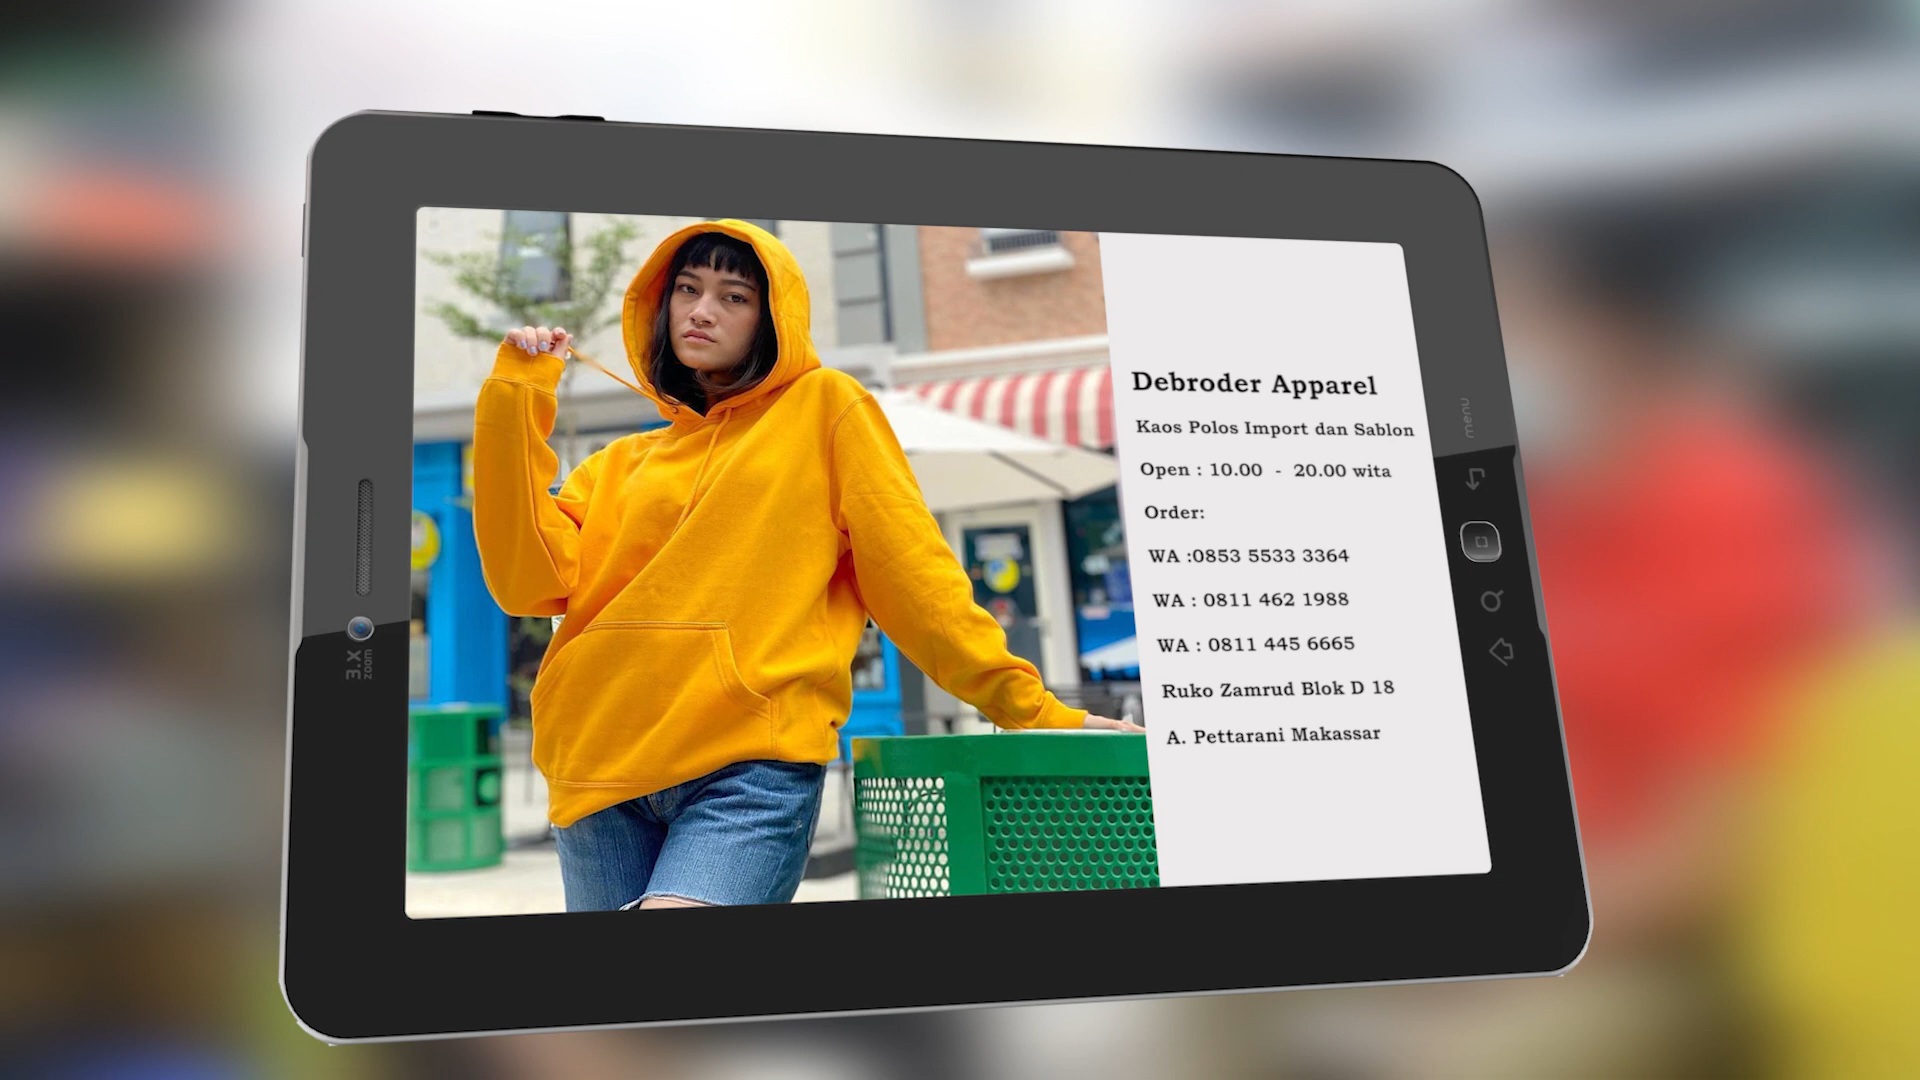 Debroder Apparel
Kaos Polos Import dan Sablon
Open : 10.00 - 20.00 wita
Order:
WA :0853 5533 3364
WA : 0811 462 1988
WA : 0811 445 6665
Ruko Zamrud Blok D 18
A. Pettarani Makassar
menu
3.X
zoom